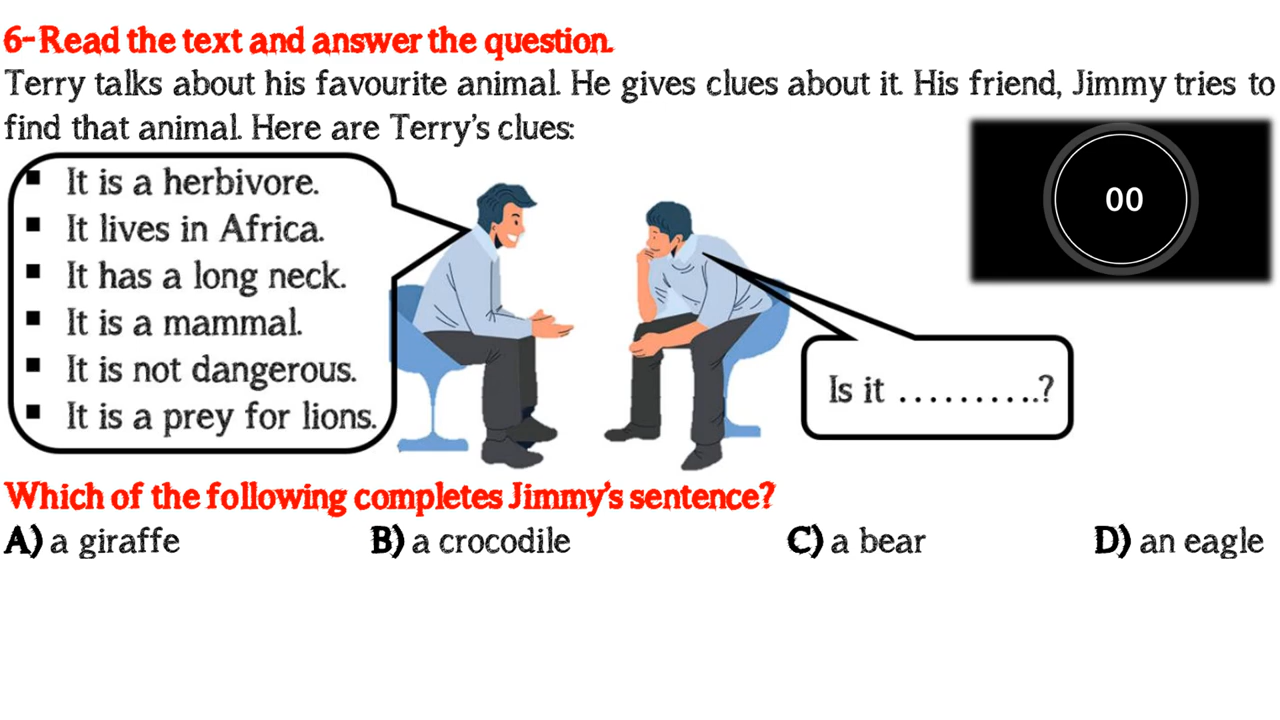 6-Read the text and answer the question.
Terry talks about his favourite animal. He gives clues about it. His friend, Jimmy tries to
find that animal. Here are Terry's clues:
▪ It is a herbivore.
▪ It lives in Africa.
▪ It has a long neck.
▪ It is a mammal.
▪ It is not dangerous.
▪ It is a prey for lions.
00
Is it ..........?
Which of the following completes Jimmy's sentence?
A) a giraffe B) a crocodile C) a bear D) an eagle